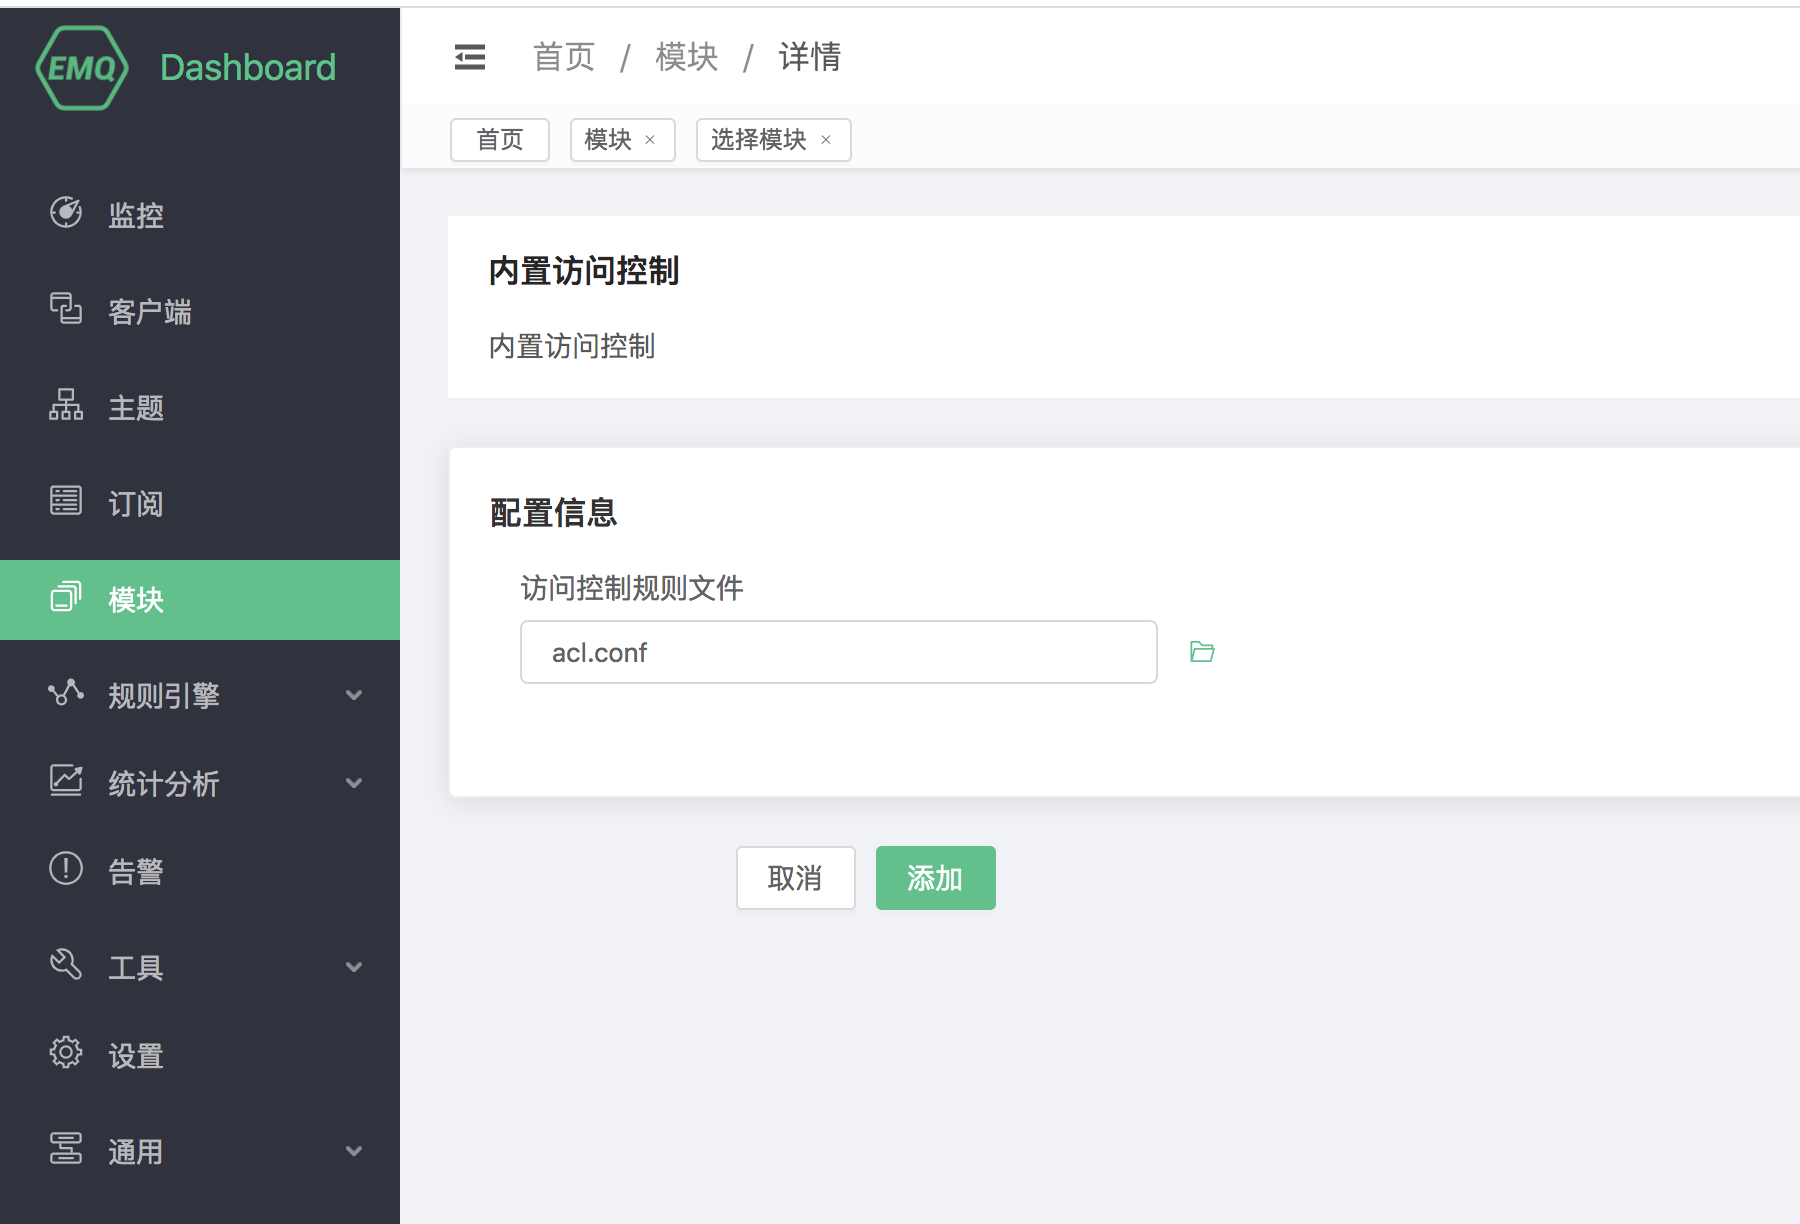 EMQ Dashboard
监控
客户端
主题
订阅
模块
规则引擎
统计分析
告警
工具
设置
通用
首页 / 模块 / 详情
首页 模块 × 选择模块 ×
内置访问控制
内置访问控制
配置信息
访问控制规则文件
acl.conf
取消 添加